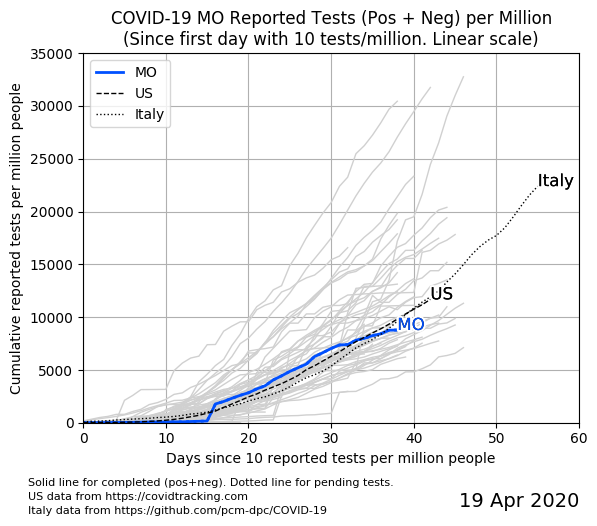 COVID-19 MO Reported Tests (Pos + Neg) per Million
(Since first day with 10 tests/million. Linear scale)
Cumulative reported tests per million people
35000
30000
25000
20000
15000
10000
5000
0
MO
US
Italy
Italy
US
MO
0 10 20 30 40 50 60
Days since 10 reported tests per million people
Solid line for completed (pos+neg). Dotted line for pending tests.
US data from https://covidtracking.com
Italy data from https://github.com/pcm-dpc/COVID-19
19 Apr 2020